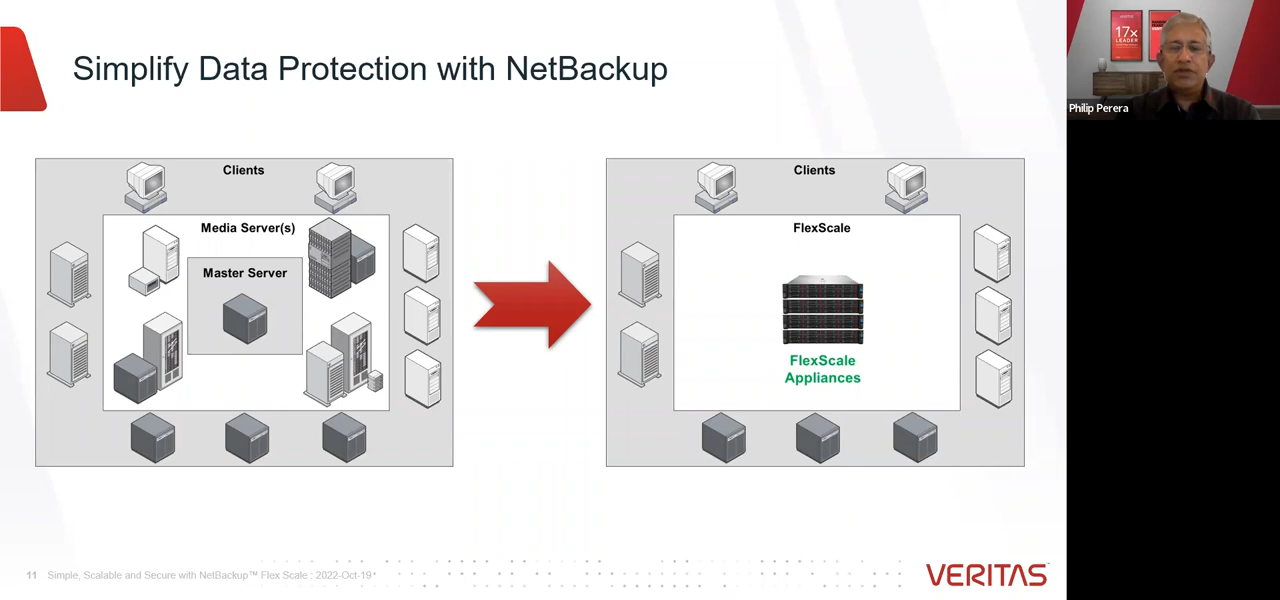 Simplify Data Protection with NetBackup
Clients
Media Server(s)
Master Server
Clients
FlexScale
FlexScale
Appliances
11 Simple, Scalable and Secure with NetBackup™ Flex Scale : 2022-Oct-19
VERITAS
17x
LEADER
Philip Perera